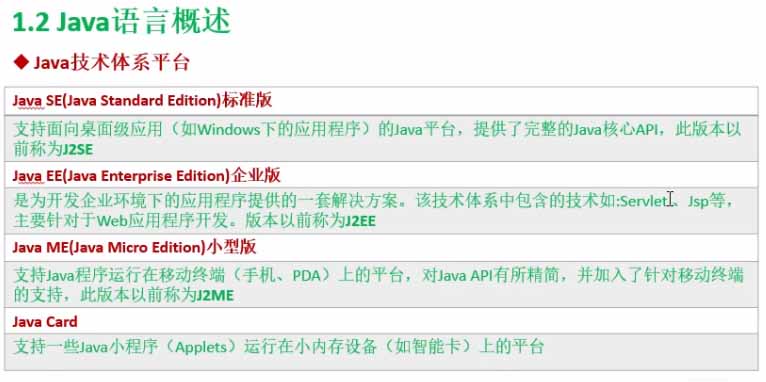 1.2 Java语言概述
◆ Java技术体系平台
Java SE(Java Standard Edition)标准版
支持面向桌面级应用（如Windows下的应用程序）的Java平台，提供了完整的Java核心API，此版本以
前称为J2SE
Java EE(Java Enterprise Edition)企业版
是为开发企业环境下的应用程序提供的一套解决方案。该技术体系中包含的技术如:Servlet、Jsp等，
主要针对于Web应用程序开发。版本以前称为J2EE
Java ME(Java Micro Edition)小型版
支持Java程序运行在移动终端（手机、PDA）上的平台，对Java API有所精简，并加入了针对移动终端
的支持，此版本以前称为J2ME
Java Card
支持一些Java小程序（Applets）运行在小内存设备（如智能卡）上的平台